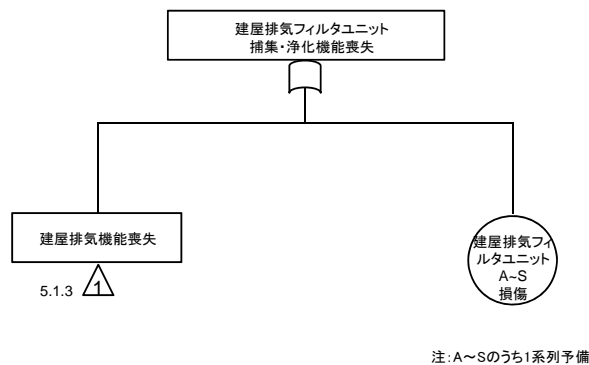 建屋排気フィルタユニット
捕集・浄化機能喪失
建屋排気機能喪失
5.1.3
1
建屋排気フィ
ルタユニット
A~S
損傷
注：A～Sのうち1系列予備